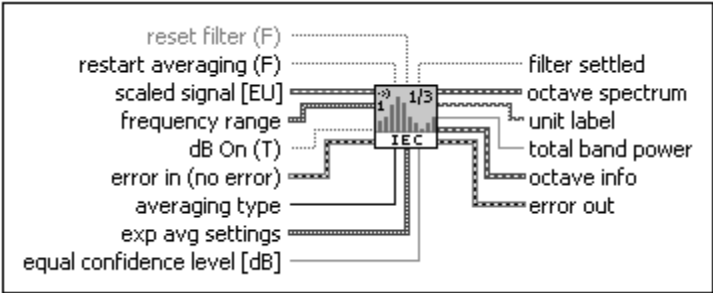 reset filter (F)
restart averaging (F)
scaled signal [EU]
frequency range
dB On (T)
error in (no error)
averaging type
exp avg settings
equal confidence level [dB]
1/3
1
IEC
filter settled
octave spectrum
unit label
total band power
octave info
error out